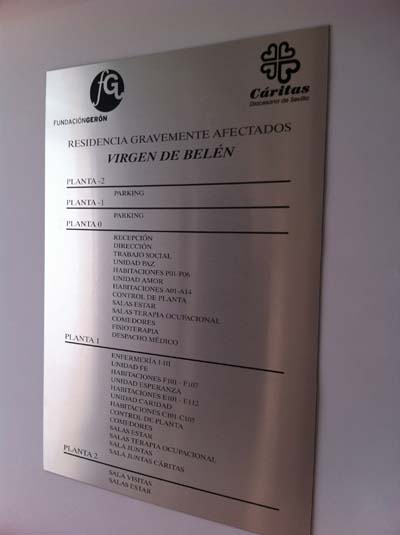 fGu
FUNDACIÓN GERÓN
Cáritas
Diocesana de Sevilla
RESIDENCIA GRAVEMENTE AFECTADOS
VIRGEN DE BELÉN
PLANTA -2
PARKING
PLANTA -1
PARKING
PLANTA 0
RECEPCIÓN
DIRECCIÓN
TRABAJO SOCIAL
UNIDAD PAZ
HABITACIONES P01-P06
UNIDAD AMOR
HABITACIONES A01-A14
CONTROL DE PLANTA
SALAS ESTAR
SALAS TERAPIA OCUPACIONAL
COMEDORES
FISIOTERAPIA
DESPACHO MÉDICO
PLANTA 1
ENFERMERÍA I-III
UNIDAD FE
HABITACIONES F101 - F107
UNIDAD ESPERANZA
HABITACIONES E101 - E112
UNIDAD CARIDAD
HABITACIONES C101-C105
CONTROL DE PLANTA
COMEDORES
SALAS ESTAR
SALAS TERAPIA OCUPACIONAL
SALA JUNTAS
SALA JUNTAS CÁRITAS
PLANTA 2
SALA VISITAS
SALAS ESTAR